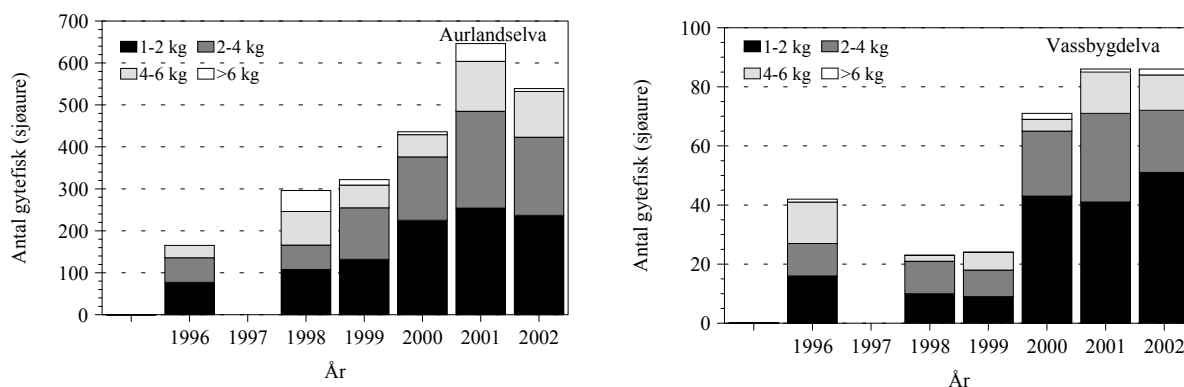 Aurlandselva
1-2 kg 2-4 kg
4-6 kg >6 kg
Antal gytefisk (sjøaure)
700
600
500
400
300
200
100
0
1996 1997 1998 1999 2000 2001 2002
År
Vassbygdelva
1-2 kg 2-4 kg
4-6 kg >6 kg
Antal gytefisk (sjøaure)
100
80
60
40
20
0
1996 1997 1998 1999 2000 2001 2002
År